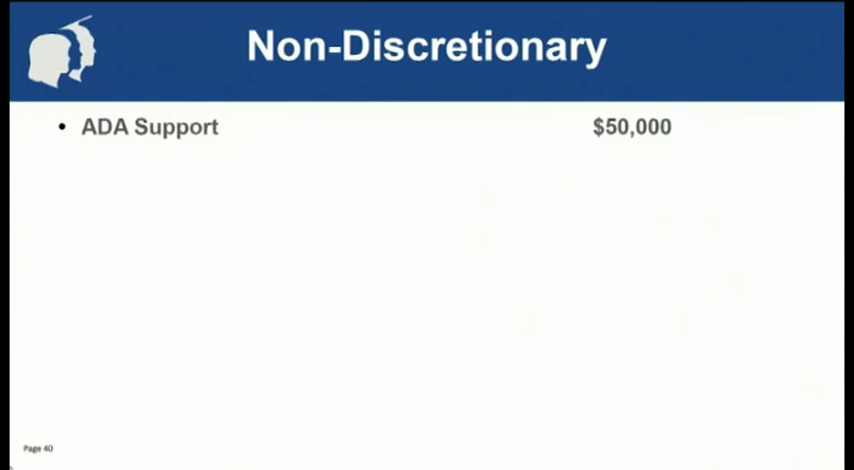 Non-Discretionary
• ADA Support $50,000
Page 40